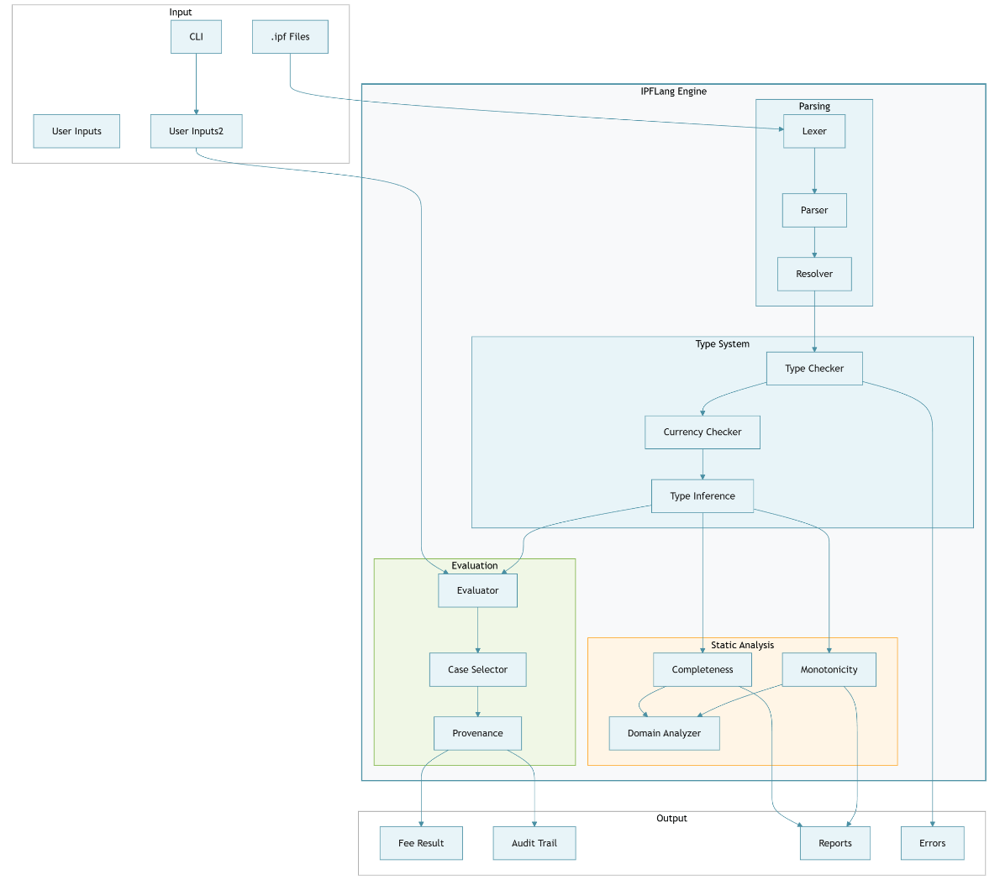 Input
CLI
.ipf Files
User Inputs
User Inputs2
IPFLang Engine
Parsing
Lexer
Parser
Resolver
Type System
Type Checker
Currency Checker
Type Inference
Evaluation
Evaluator
Case Selector
Provenance
Static Analysis
Completeness
Monotonicity
Domain Analyzer
Output
Fee Result
Audit Trail
Reports
Errors